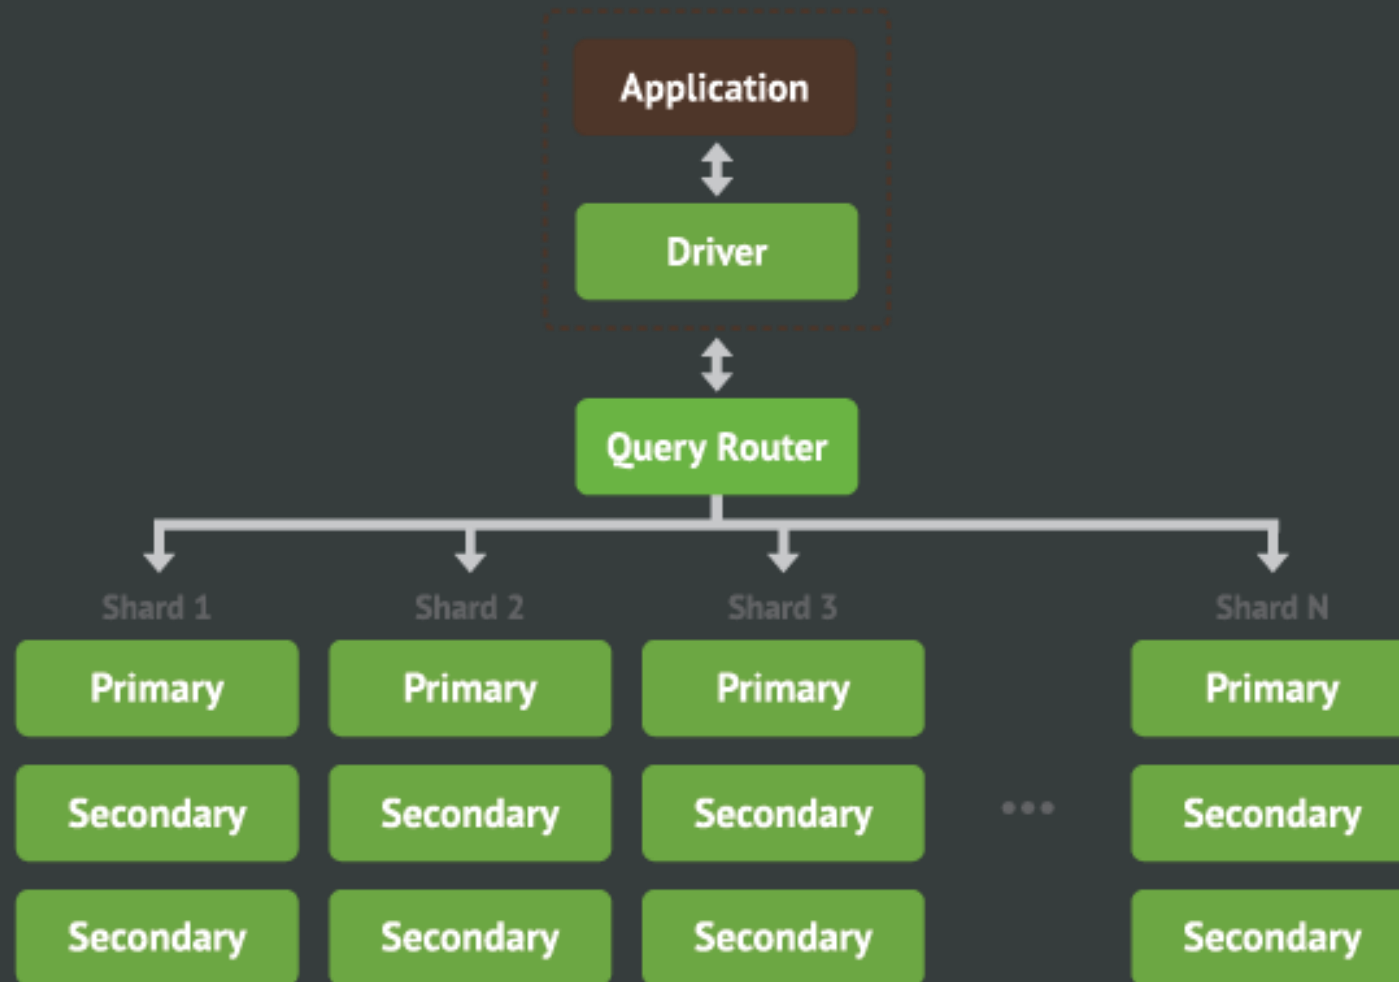 Application
Driver
Query Router
Shard 1 Shard 2 Shard 3 Shard N
Primary Primary Primary Primary
Secondary Secondary Secondary ••• Secondary
Secondary Secondary Secondary Secondary